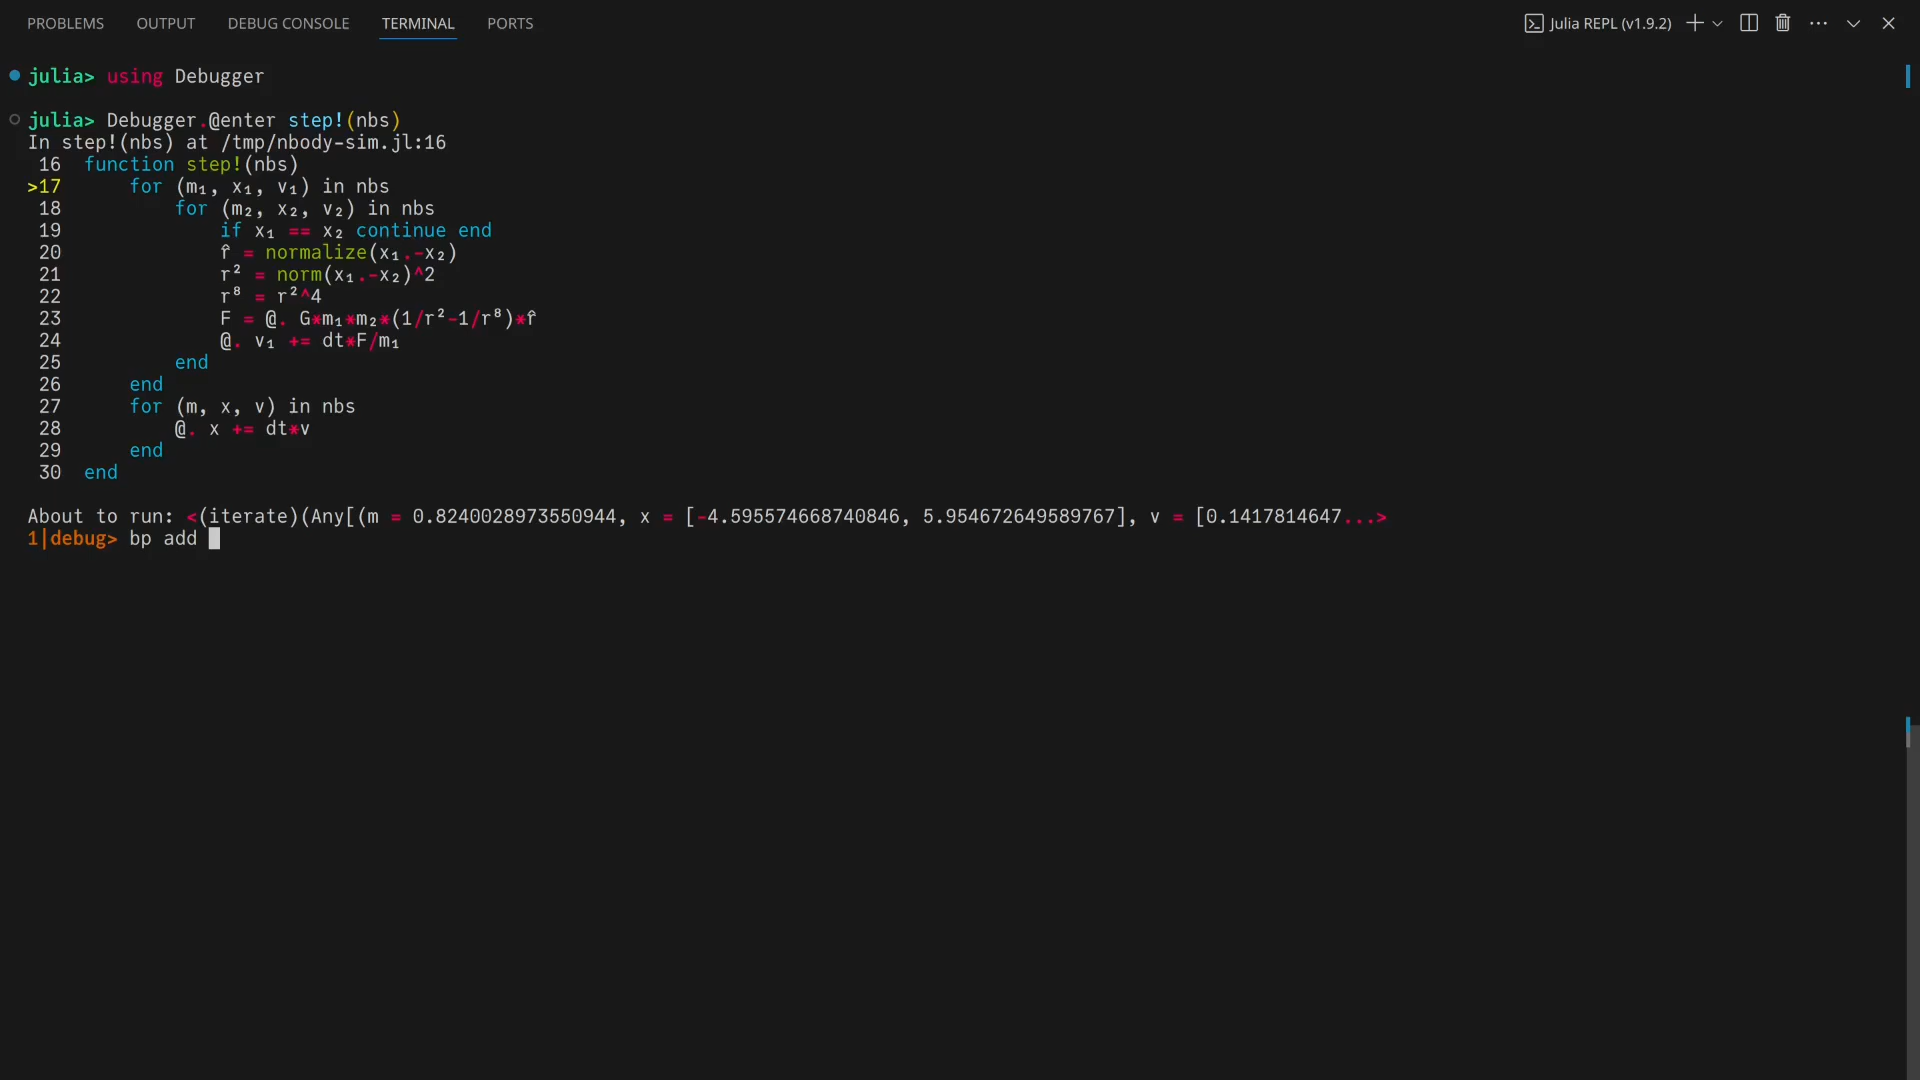 PROBLEMS OUTPUT DEBUG CONSOLE TERMINAL PORTS Julia REPL (v1.9.2)
julia> using Debugger
julia> Debugger.@enter step!(nbs)
In step!(nbs) at /tmp/nbody-sim.jl:16
16 function step!(nbs)
>17 for (m₁, x₁, v₁) in nbs
18 for (m₂, x₂, v₂) in nbs
19 if x₁ == x₂ continue end
20 r̂ = normalize(x₁.-x₂)
21 r² = norm(x₁.-x₂)^2
22 r⁸ = r²^4
23 F = @. G*m₁*m₂*(1/r²-1/r⁸)*r̂
24 @. v₁ += dt*F/m₁
25 end
26 end
27 for (m, x, v) in nbs
28 @. x += dt*v
29 end
30 end
About to run: <(iterate)(Any[(m = 0.8240028973550944, x = [-4.595574668740846, 5.954672649589767], v = [0.1417814647...>
1|debug> bp add